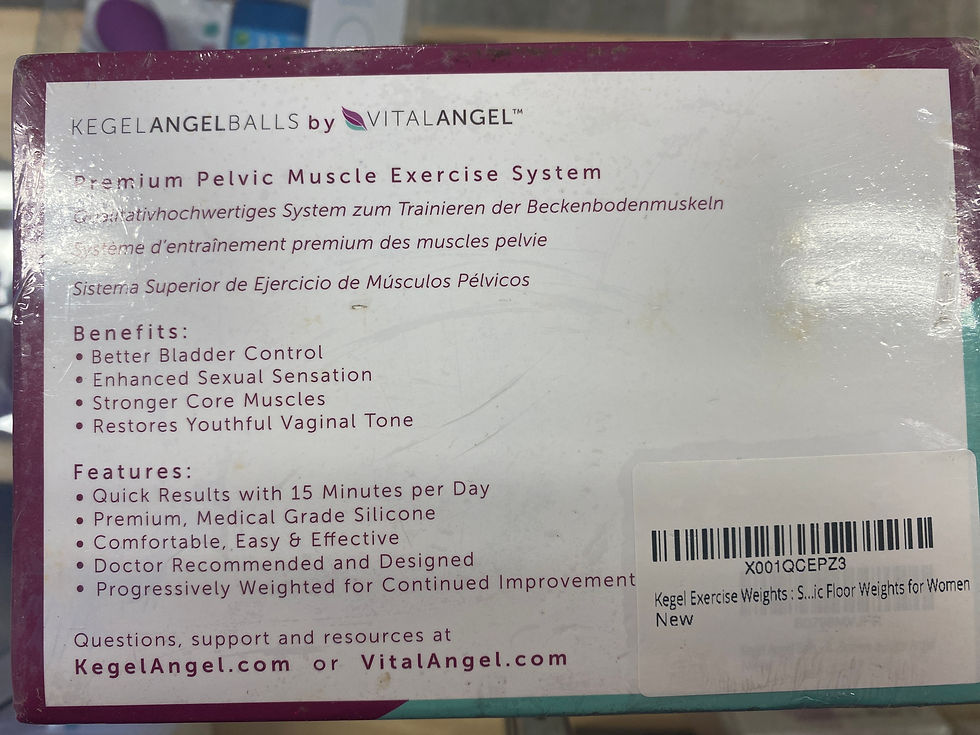 KEGELANGELBALLS by VITALANGEL™
Premium Pelvic Muscle Exercise System
Qualitativhochwertiges System zum Trainieren der Beckenbodenmuskeln
Système d'entraînement premium des muscles pelvie
Sistema Superior de Ejercicio de Músculos Pélvicos
Benefits:
• Better Bladder Control
• Enhanced Sexual Sensation
• Stronger Core Muscles
• Restores Youthful Vaginal Tone
Features:
• Quick Results with 15 Minutes per Day
• Premium, Medical Grade Silicone
• Comfortable, Easy & Effective
• Doctor Recommended and Designed
• Progressively Weighted for Continued Improvement
Questions, support and resources at
KegelAngel.com or VitalAngel.com
X001QCEPZ3
Kegel Exercise Weights : S...ic Floor Weights for Women
New